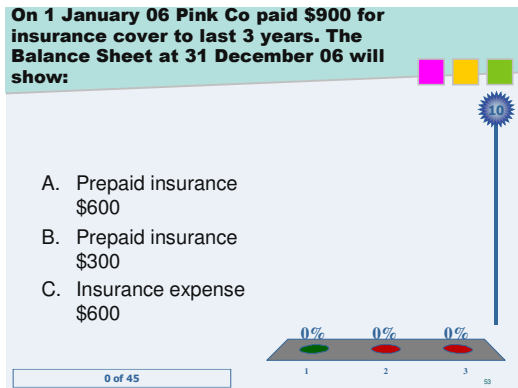 On 1 January 06 Pink Co paid $900 for
insurance cover to last 3 years. The
Balance Sheet at 31 December 06 will
show:
10
A. Prepaid insurance
$600
B. Prepaid insurance
$300
C. Insurance expense
$600
0% 0% 0%
1 2 3
0 of 45
53